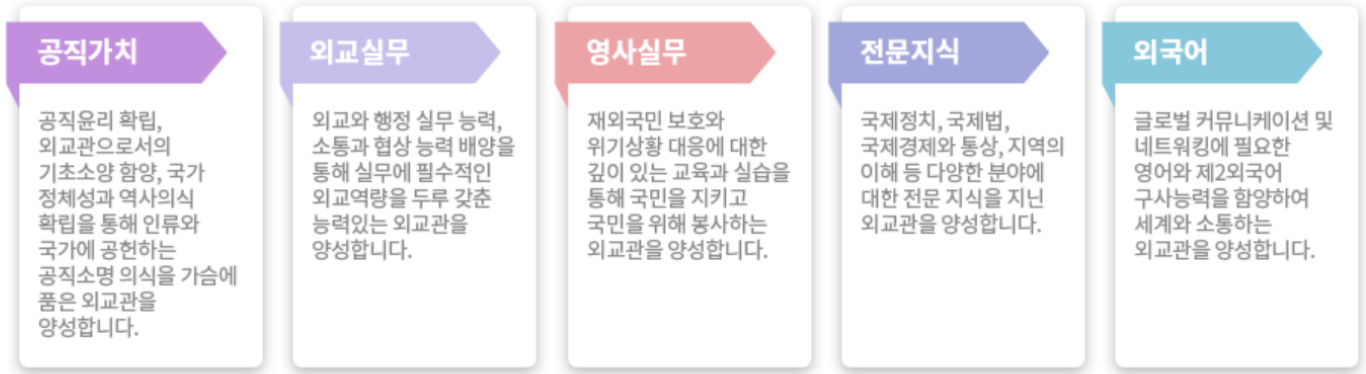 공직가치
공직윤리 확립,
외교관으로서의
기초소양 함양, 국가
정체성과 역사의식
확립을 통해 인류와
국가에 공헌하는
공직소명 의식을 가슴에
품은 외교관을
양성합니다.
외교실무
외교와 행정 실무 능력,
소통과 협상 능력 배양을
통해 실무에 필수적인
외교역량을 두루 갖춘
능력있는 외교관을
양성합니다.
영사실무
재외국민 보호와
위기상황 대응에 대한
깊이 있는 교육과 실습을
통해 국민을 지키고
국민을 위해 봉사하는
외교관을 양성합니다.
전문지식
국제정치, 국제법,
국제경제와 통상, 지역의
이해 등 다양한 분야에
대한 전문 지식을 지닌
외교관을 양성합니다.
외국어
글로벌 커뮤니케이션 및
네트워킹에 필요한
영어와 제2외국어
구사능력을 함양하여
세계와 소통하는
외교관을 양성합니다.